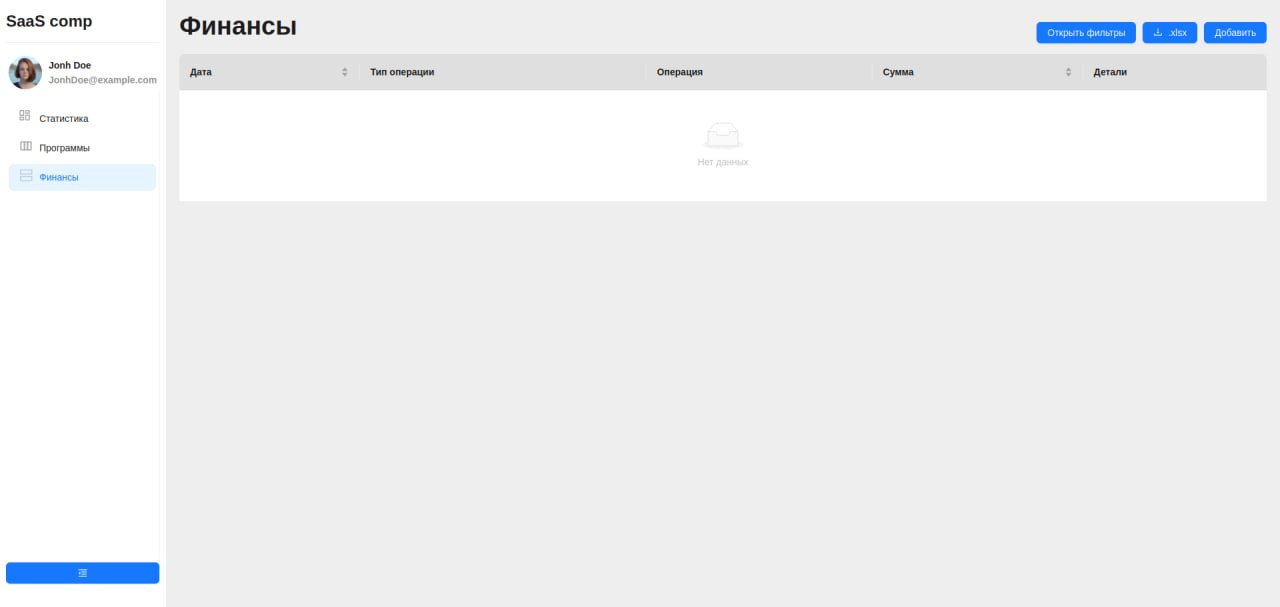 SaaS comp
Jonh Doe
JonhDoe@example.com
Статистика
Программы
Финансы
Финансы
Открыть фильтры
.xlsx
Добавить
Дата
Тип операции
Операция
Сумма
Детали
Нет данных